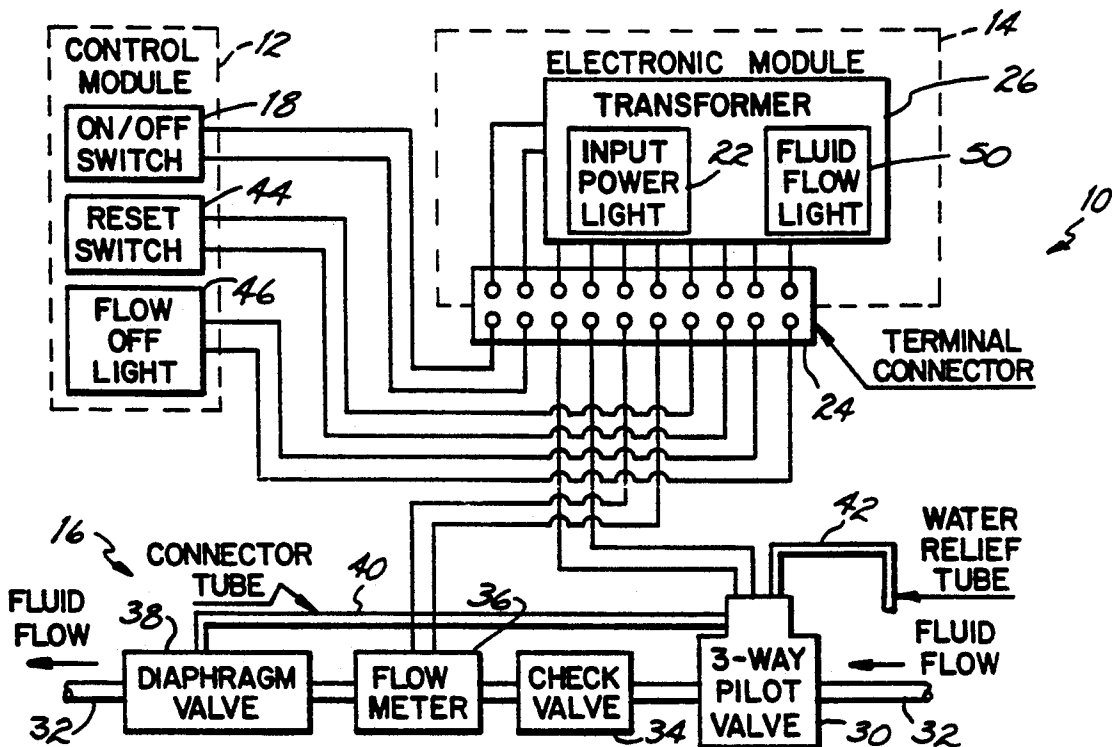 CONTROL
MODULE
12
18
ON/OFF
SWITCH
44
RESET
SWITCH
46
FLOW
OFF
LIGHT
14
ELECTRONIC MODULE
26
TRANSFORMER
INPUT
POWER
LIGHT
22
FLUID
FLOW
LIGHT
50
10
TERMINAL
CONNECTOR
24
16
CONNECTOR
TUBE
40
42
WATER
RELIEF
TUBE
FLUID
FLOW
38
DIAPHRAGM
VALVE
32
36
FLOW
METER
CHECK
VALVE
34
3-WAY
PILOT
VALVE
30
FLUID
FLOW
32